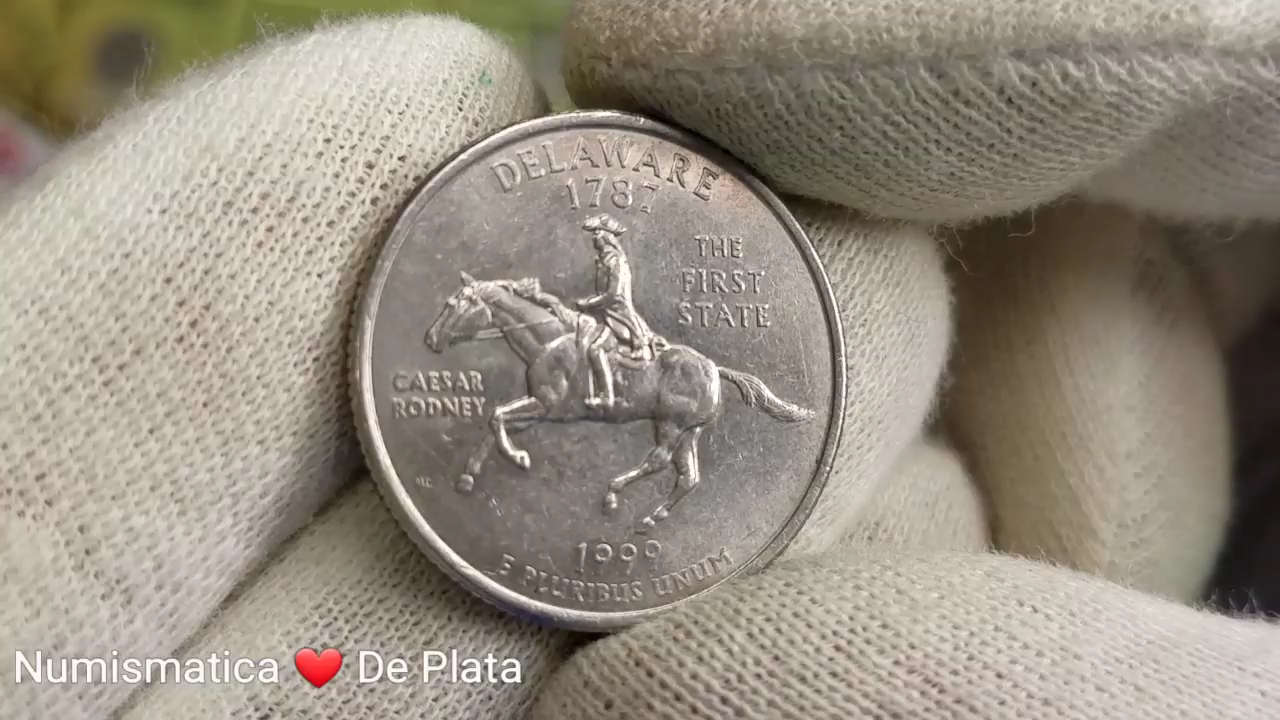 DELAWARE
1787
THE
FIRST
STATE
CAESAR
RODNEY
1999
E PLURIBUS UNUM
Numismatica ❤️ De Plata